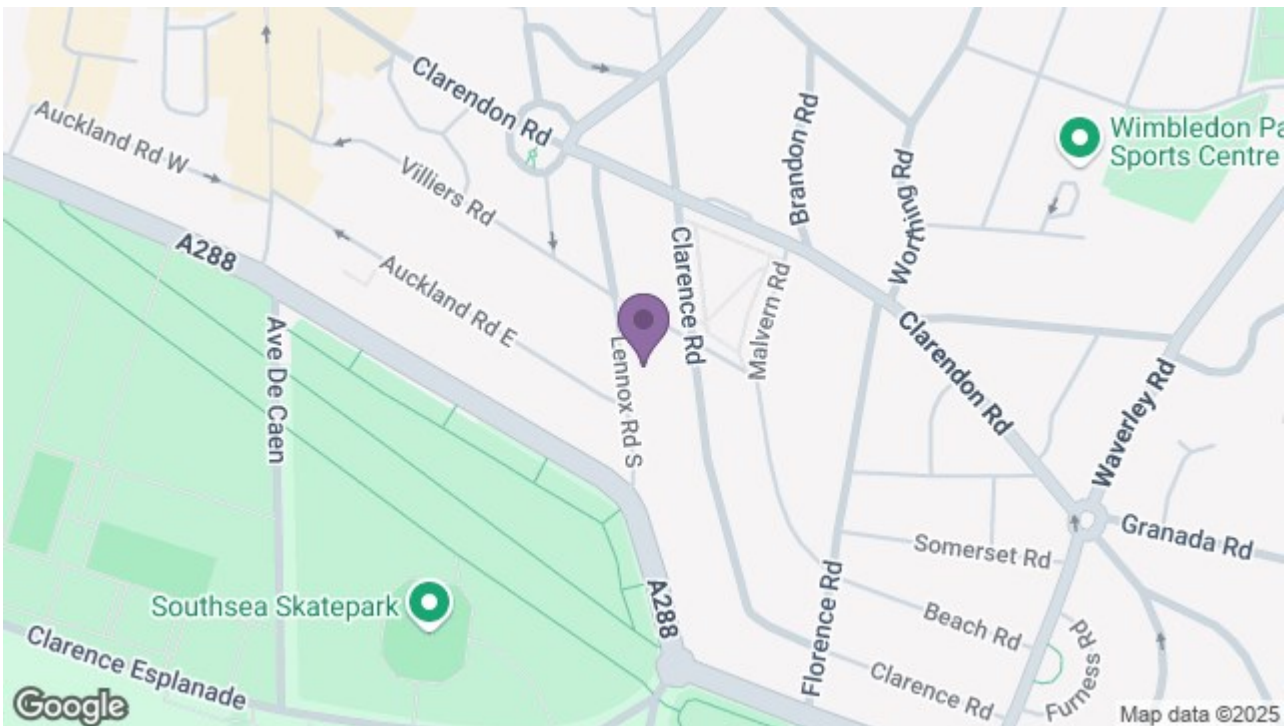 Clarendon Rd
Auckland Rd W
Villiers Rd
Brandon Rd
Worthing Rd
Wimbledon Pa
Sports Centre
A288
Auckland Rd E
Clarence Rd
Malvern Rd
Ave De Caen
Lennox Rd S
Clarendon Rd
Waverley Rd
Granada Rd
Somerset Rd
Southsea Skatepark
A288
Florence Rd
Beach Rd
Furness Rd
Clarence Esplanade
Clarence Rd
Google
Map data ©2025